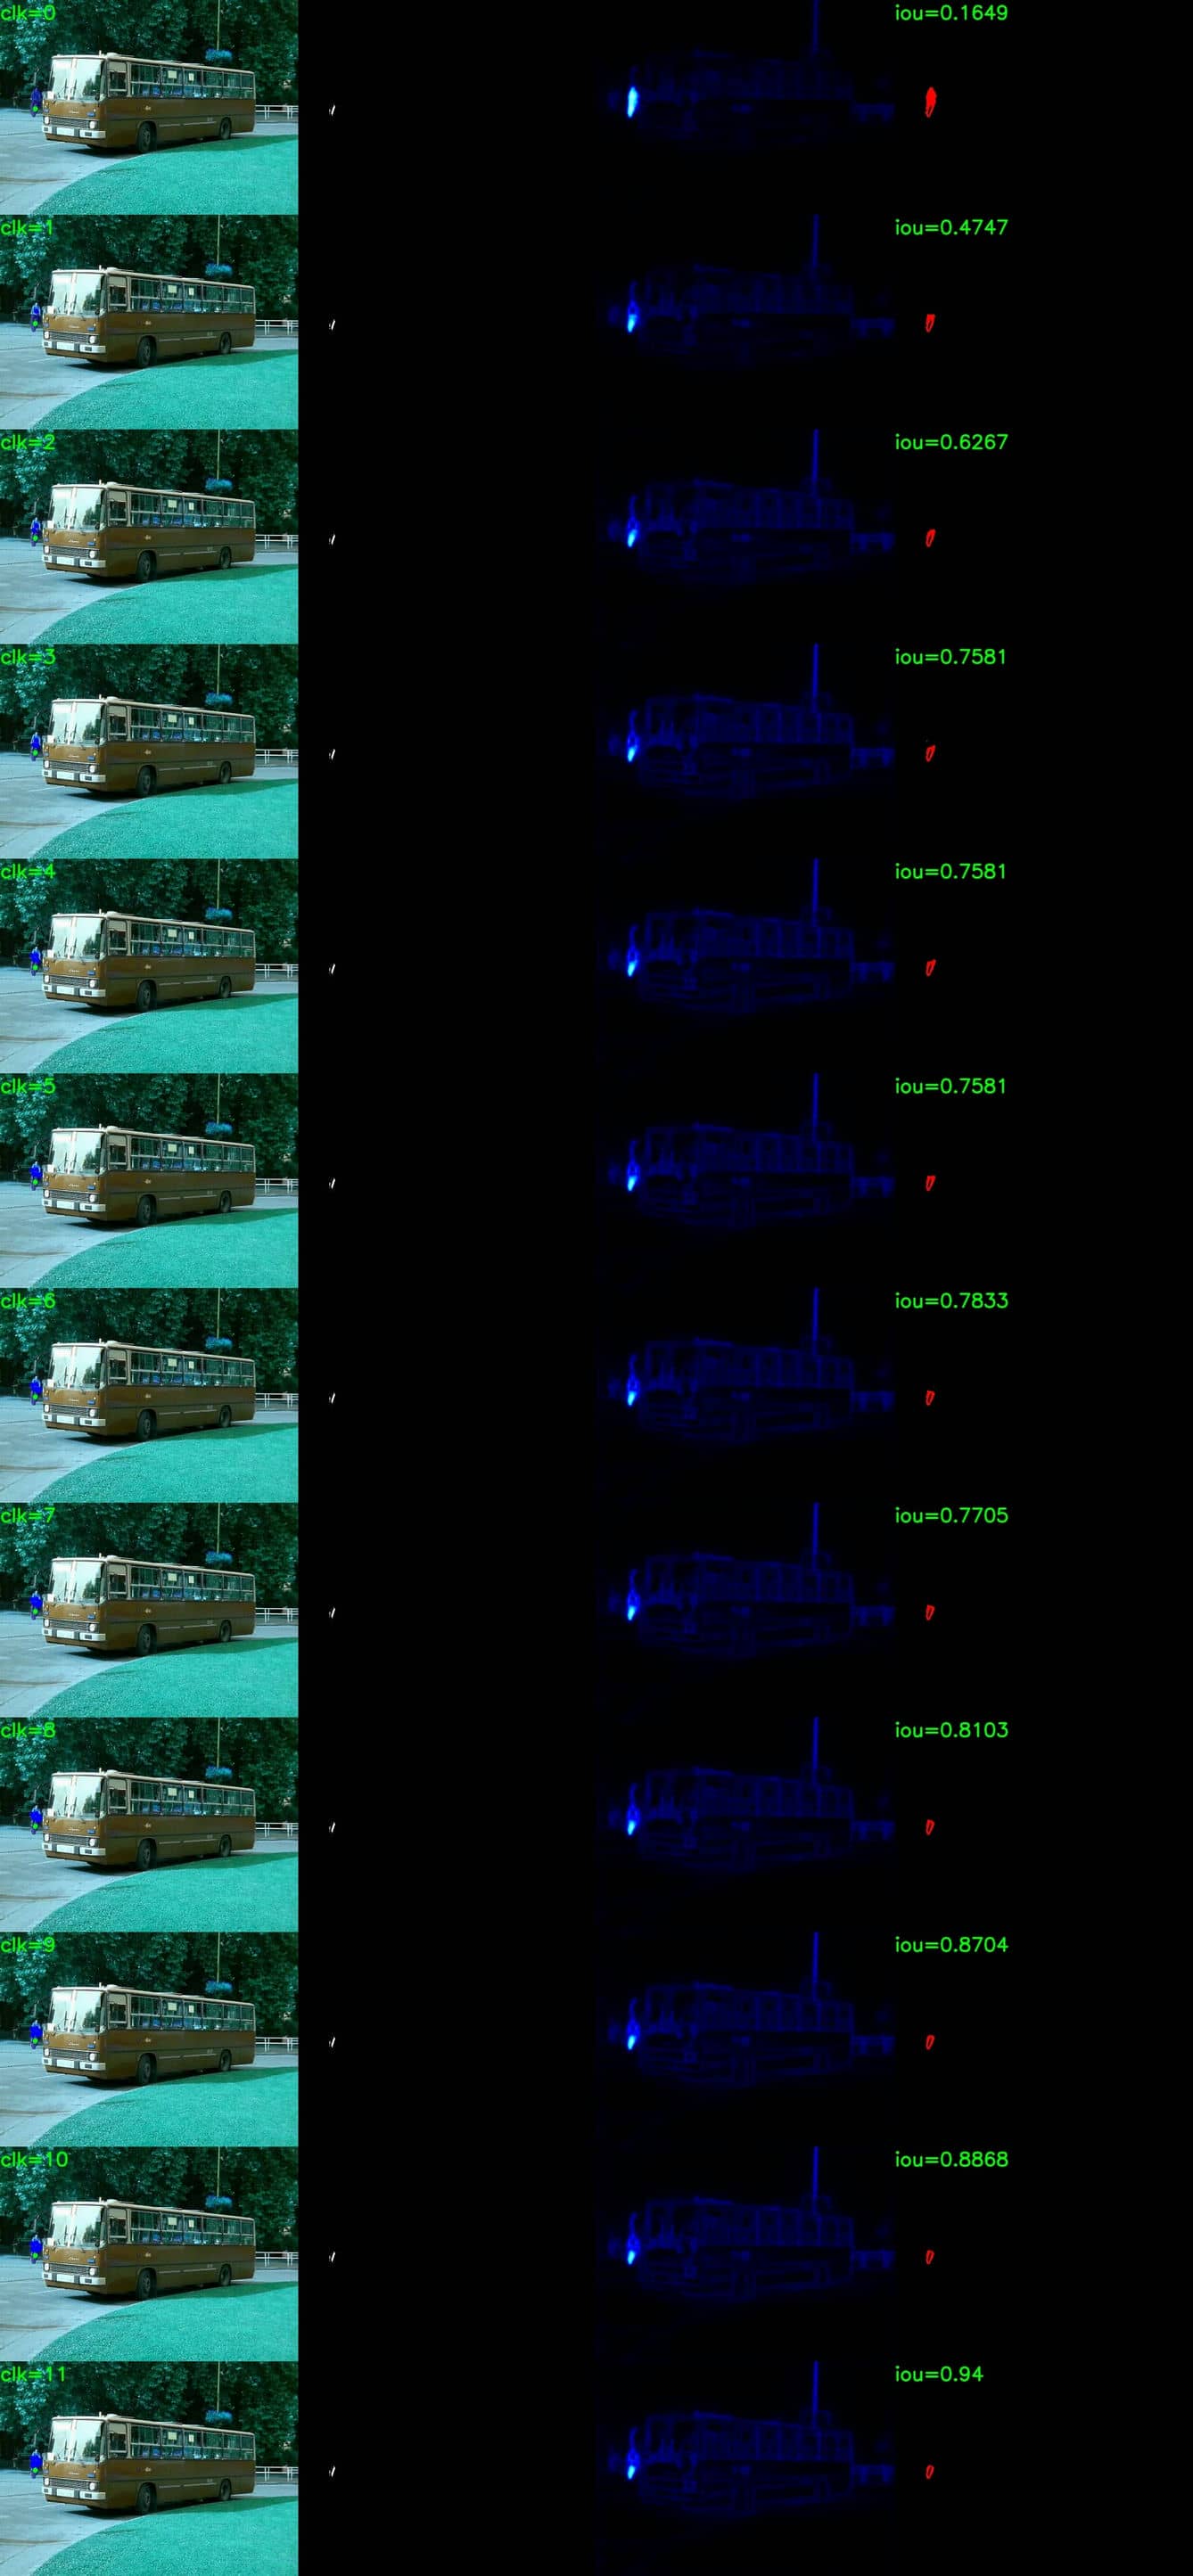 clk=0 iou=0.1649
clk=1 iou=0.4747
clk=2 iou=0.6267
clk=3 iou=0.7581
clk=4 iou=0.7581
clk=5 iou=0.7581
clk=6 iou=0.7833
clk=7 iou=0.7705
clk=8 iou=0.8103
clk=9 iou=0.8704
clk=10 iou=0.8868
clk=11 iou=0.94